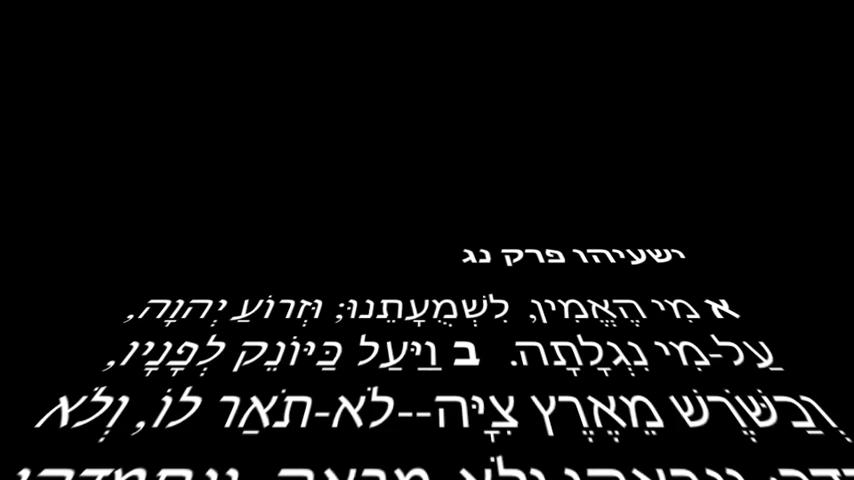 ישעיהו פרק נג
א מִי הֶאֱמִין, לִשְׁמֻעָתֵנוּ; וּזְרוֹעַ יְהוָה,
עַל-מִי נִגְלָתָה. ב וַיַּעַל כַּיּוֹנֵק לְפָנָיו,
וְכַשֹּׁרֶשׁ מֵאֶרֶץ צִיָּה--לֹא-תֹאַר לוֹ, וְלֹא